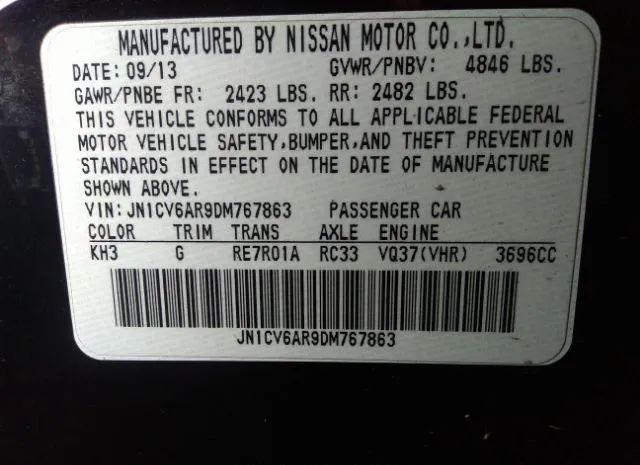 MANUFACTURED BY NISSAN MOTOR CO.,LTD.
DATE: 09/13 GVWR/PNBV: 4846 LBS.
GAWR/PNBE FR: 2423 LBS. RR: 2482 LBS.
THIS VEHICLE CONFORMS TO ALL APPLICABLE FEDERAL
MOTOR VEHICLE SAFETY,BUMPER,AND THEFT PREVENTION
STANDARDS IN EFFECT ON THE DATE OF MANUFACTURE
SHOWN ABOVE.
VIN:JN1CV6AR9DM767863 PASSENGER CAR
COLOR TRIM TRANS AXLE ENGINE
KH3 G RE7R01A RC33 VQ37(VHR) 3696CC
JN1CV6AR9DM767863